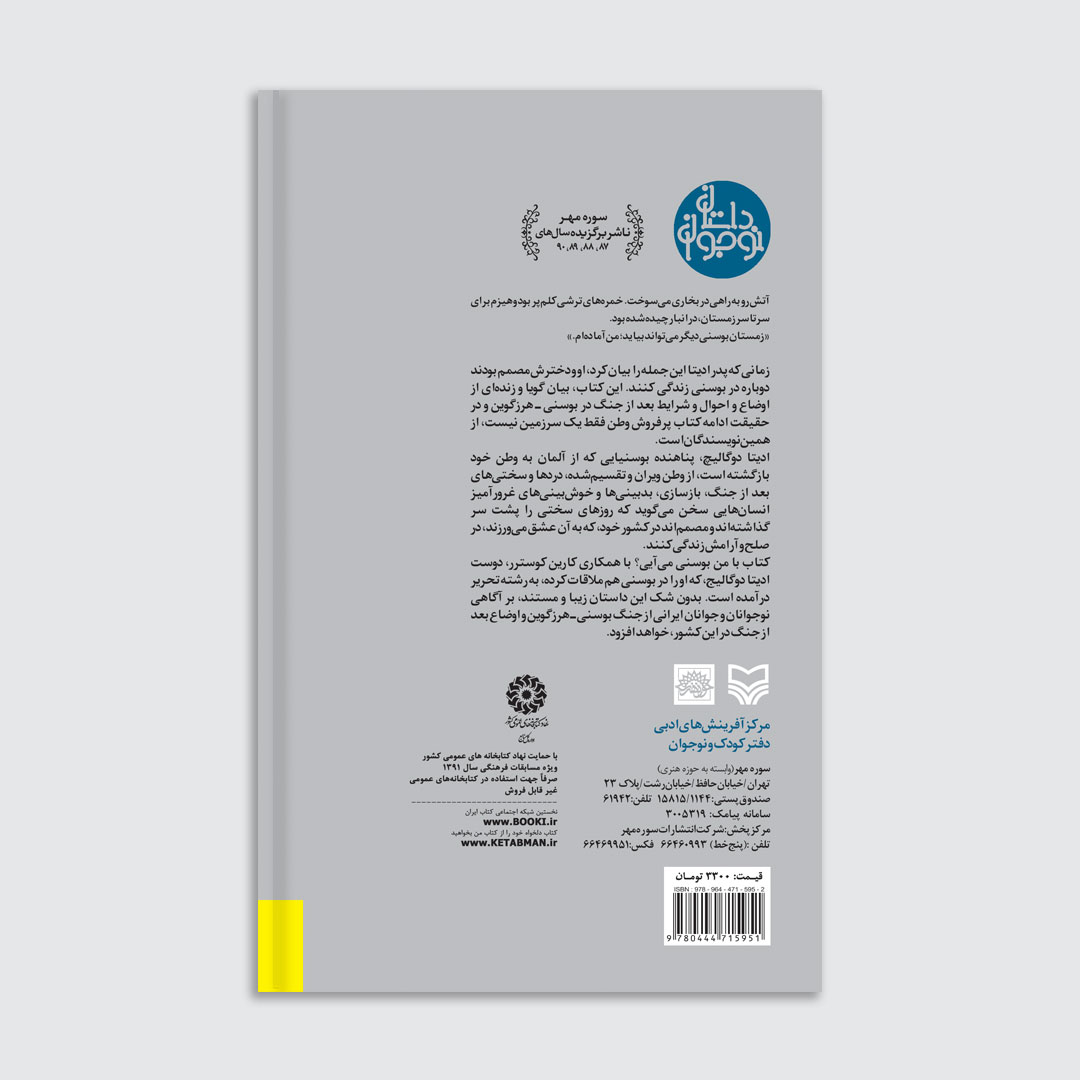 داستان
نوجوان
سوره مهر
ناشر برگزیده سال‌های
۸۷، ۸۸، ۸۹، ۹۰
آتش رو به راهی در بخاری می‌سوخت. خمره‌های ترشی کلم پر بود و هیزم برای
سرتاسر زمستان، در انبار چیده شده بود.
«زمستان بوسنی دیگر می‌تواند بیاید؛ من آماده‌ام.»
زمانی که پدر ادیتا این جمله را بیان کرد، او و دخترش مصمم بودند
دوباره در بوسنی زندگی کنند. این کتاب، بیان گویا و زنده‌ای از
اوضاع و احوال و شرایط بعد از جنگ در بوسنی ـ هرزگوین و در
حقیقت ادامه کتاب پرفروش وطن فقط یک سرزمین نیست، از
همین نویسندگان است.
ادیتا دوگالیچ، پناهنده بوسنیایی که از آلمان به وطن خود
بازگشته است، از وطن ویران و تقسیم‌شده، دردها و سختی‌های
بعد از جنگ، بازسازی، بدبینی‌ها و خوش‌بینی‌های غرورآمیز
انسان‌هایی سخن می‌گوید که روزهای سختی را پشت سر
گذاشته‌اند و مصمم‌اند در کشور خود، که به آن عشق می‌ورزند، در
صلح و آرامش زندگی کنند.
کتاب با من بوسنی می‌آیی؟ با همکاری کارین کوسترر، دوست
ادیتا دوگالیچ، که او را در بوسنی هم ملاقات کرده، به رشته تحریر
درآمده است. بدون شک این داستان زیبا و مستند، بر آگاهی
نوجوانان و جوانان ایرانی از جنگ بوسنی ـ هرزگوین و اوضاع بعد
از جنگ در این کشور، خواهد افزود.
مرکز آفرینش‌های ادبی
دفتر کودک و نوجوان
سوره مهر (وابسته به حوزه هنری)
تهران/خیابان حافظ/خیابان رشت/پلاک ۲۳
صندوق پستی: ۱۵۸۱۵/۱۱۴۴ تلفن: ۶۱۹۴۲
سامانه پیامک: ۳۰۰۵۳۱۹
مرکز پخش: شرکت انتشارات سوره مهر
تلفن: (پنج خط) ۶۶۴۶۰۹۹۳ فکس: ۶۶۴۶۹۹۵۱
نهاد کتابخانه‌های عمومی کشور
با حمایت نهاد کتابخانه های عمومی کشور
ویژه مسابقات فرهنگی سال ۱۳۹۱
صرفاً جهت استفاده در کتابخانه‌های عمومی
غیر قابل فروش
نخستین شبکه اجتماعی کتاب ایران
www.BOOKI.ir
کتاب دلخواه خود را از کتاب من بخواهید
www.KETABMAN.ir
قیمت: ۳۳۰۰ تومان
ISBN : 978 - 964 - 471 - 595 - 2
9 780444 715951